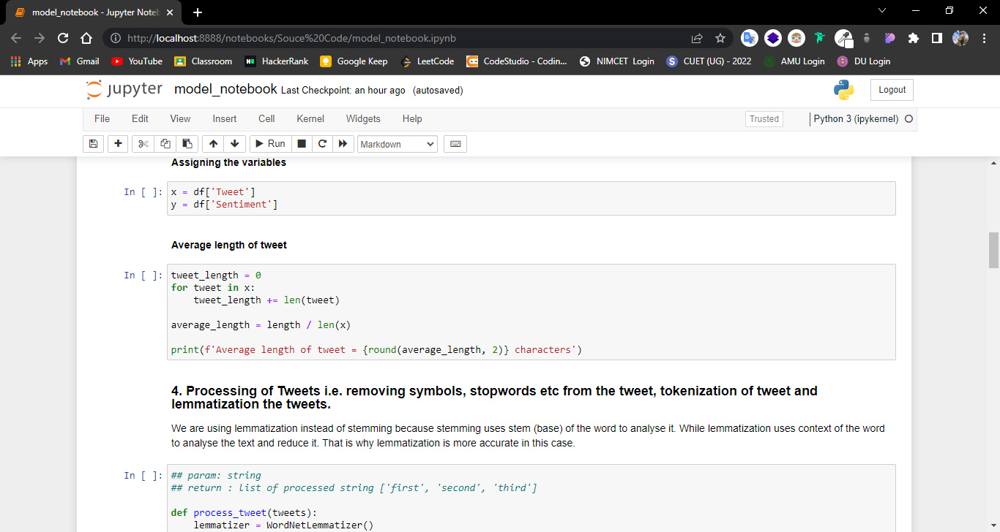 model_notebook - Jupyter Noteb
http://localhost:8888/notebooks/Souce%20Code/model_notebook.ipynb
Apps Gmail YouTube Classroom HackerRank Google Keep LeetCode CodeStudio - Codin... NIMCET Login CUET (UG) - 2022 AMU Login DU Login
jupyter model_notebook Last Checkpoint: an hour ago (autosaved) Logout
File Edit View Insert Cell Kernel Widgets Help Trusted Python 3 (ipykernel)
Run Markdown
Assigning the variables
In [ ]: x = df['Tweet']
y = df['Sentiment']
Average length of tweet
In [ ]: tweet_length = 0
for tweet in x:
    tweet_length += len(tweet)
average_length = length / len(x)
print(f'Average length of tweet = {round(average_length, 2)} characters')
4. Processing of Tweets i.e. removing symbols, stopwords etc from the tweet, tokenization of tweet and
lemmatization the tweets.
We are using lemmatization instead of stemming because stemming uses stem (base) of the word to analyse it. While lemmatization uses context of the word
to analyse the text and reduce it. That is why lemmatization is more accurate in this case.
In [ ]: ## param: string
## return : list of processed string ['first', 'second', 'third']
def process_tweet(tweets):
    lemmatizer = WordNetLemmatizer()